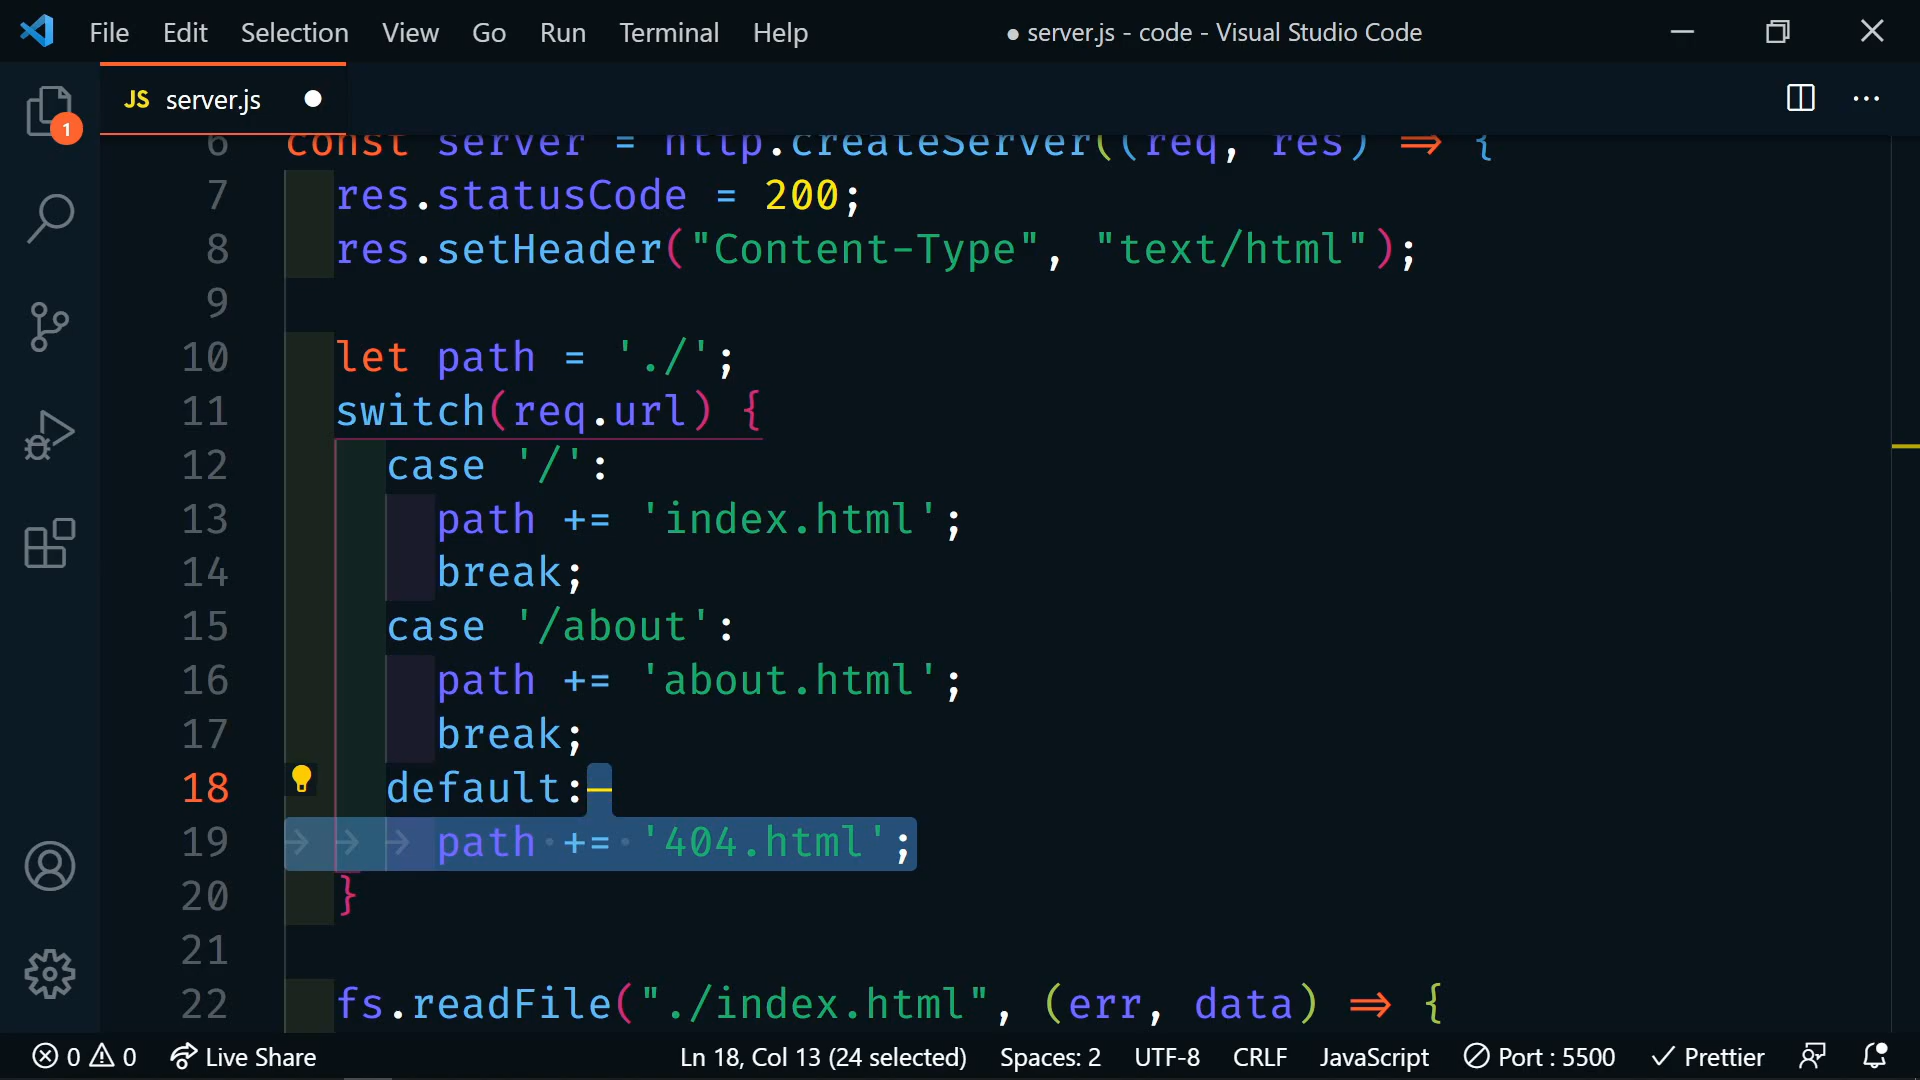 File Edit Selection View Go Run Terminal Help ● server.js - code - Visual Studio Code
JS server.js ●
1
6 const server = http.createServer((req, res) => {
7 res.statusCode = 200;
8 res.setHeader("Content-Type", "text/html");
9
10 let path = './';
11 switch(req.url) {
12 case '/':
13 path += 'index.html';
14 break;
15 case '/about':
16 path += 'about.html';
17 break;
18 default:
19 path += '404.html';
20 }
21
22 fs.readFile("./index.html", (err, data) => {
0 0 Live Share Ln 18, Col 13 (24 selected) Spaces: 2 UTF-8 CRLF JavaScript Port : 5500 Prettier